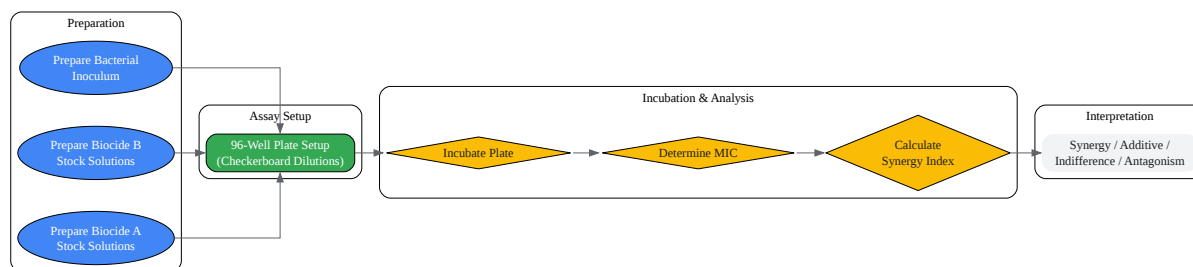 Preparation
Prepare Bacterial
Inoculum
Prepare Biocide B
Stock Solutions
Prepare Biocide A
Stock Solutions
Assay Setup
96-Well Plate Setup
(Checkerboard Dilutions)
Incubation & Analysis
Incubate Plate
Determine MIC
Calculate
Synergy Index
Interpretation
Synergy / Additive /
Indifference / Antagonism